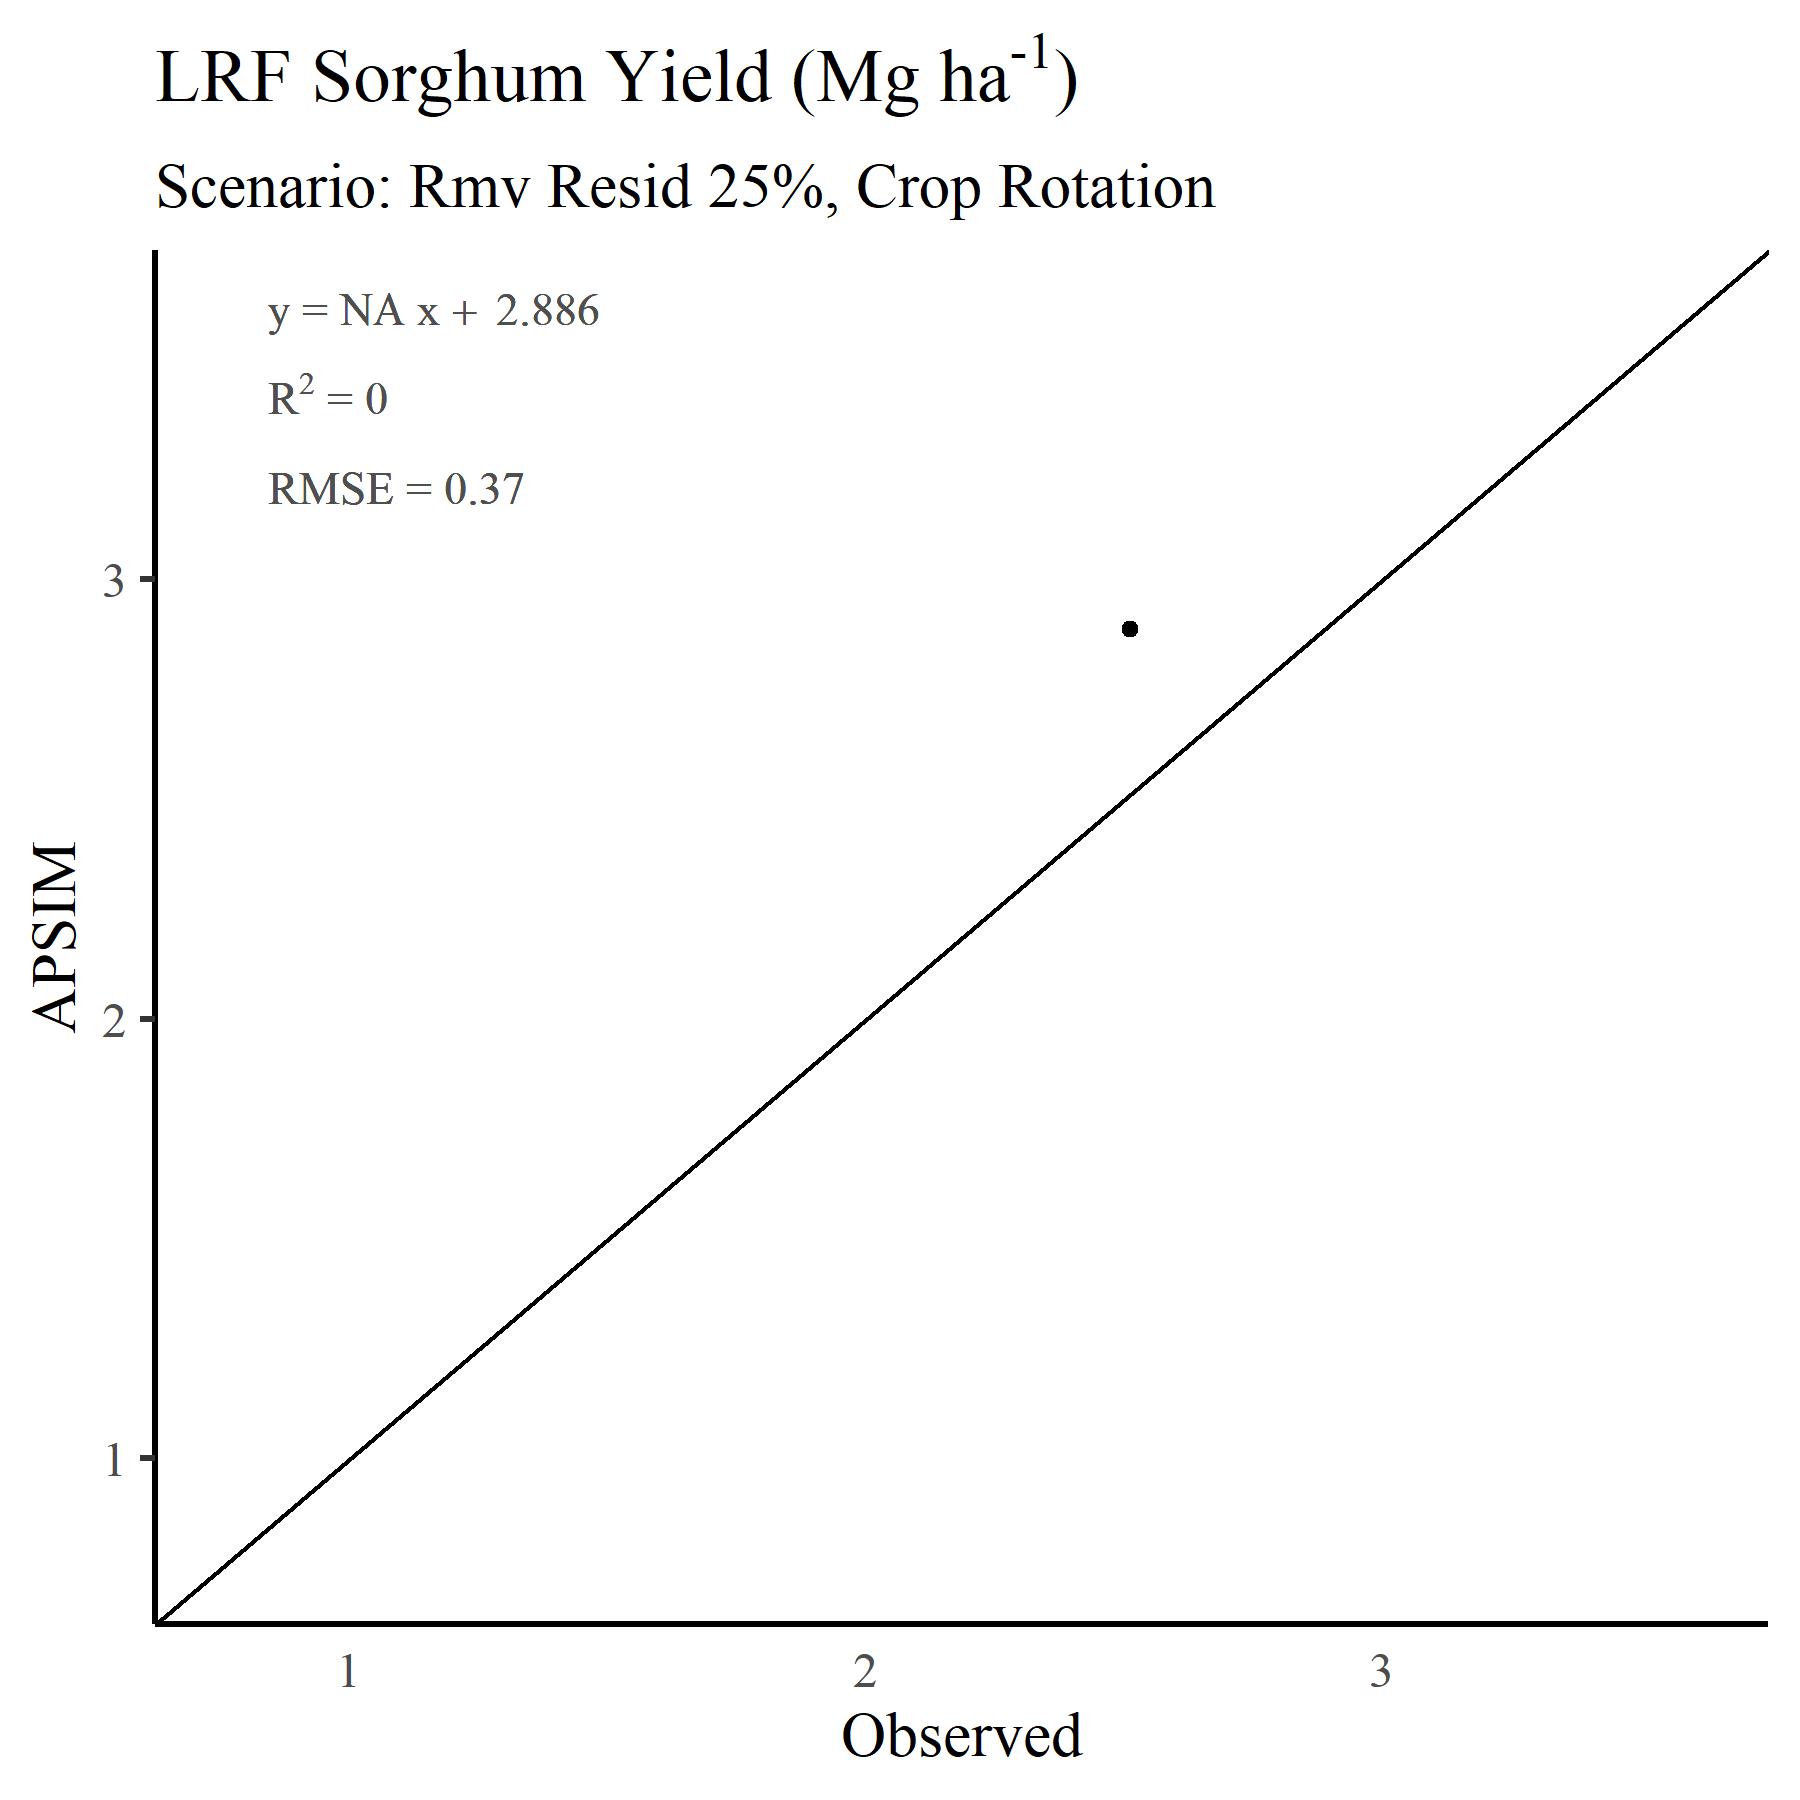 LRF Sorghum Yield (Mg ha⁻¹)
Scenario: Rmv Resid 25%, Crop Rotation
y = NA x + 2.886
R² = 0
RMSE = 0.37
3
2
1
APSIM
1 2 3
Observed